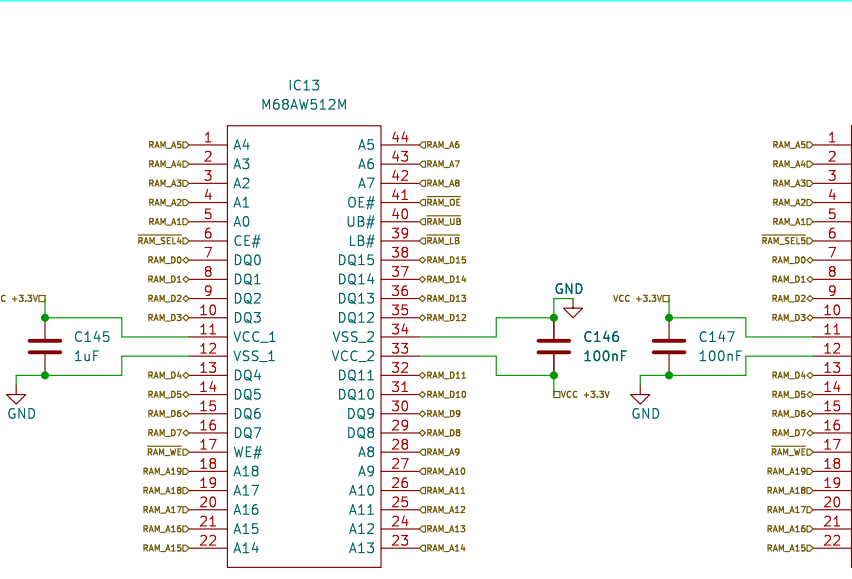 IC13
M68AW512M
RAM_A5 1 A4 A5 44 RAM_A6 RAM_A5 1
RAM_A4 2 A3 A6 43 RAM_A7 RAM_A4 2
RAM_A3 3 A2 A7 42 RAM_A8 RAM_A3 3
RAM_A2 4 A1 OE# 41 RAM_OE RAM_A2 4
RAM_A1 5 A0 UB# 40 RAM_UB RAM_A1 5
RAM_SEL4 6 CE# LB# 39 RAM_LB RAM_SEL5 6
RAM_D0 7 DQ0 DQ15 38 RAM_D15 RAM_D0 7
RAM_D1 8 DQ1 DQ14 37 RAM_D14 RAM_D1 8
C +3.3V RAM_D2 9 DQ2 DQ13 36 RAM_D13 GND VCC +3.3V RAM_D2 9
RAM_D3 10 DQ3 DQ12 35 RAM_D12 RAM_D3 10
C145 11 VCC_1 VSS_2 34 C146 C147 11
1uF 12 VSS_1 VCC_2 33 100nF 100nF 12
RAM_D4 13 DQ4 DQ11 32 RAM_D11 RAM_D4 13
RAM_D5 14 DQ5 DQ10 31 RAM_D10 VCC +3.3V RAM_D5 14
GND RAM_D6 15 DQ6 DQ9 30 RAM_D9 GND RAM_D6 15
RAM_D7 16 DQ7 DQ8 29 RAM_D8 RAM_D7 16
RAM_WE 17 WE# A8 28 RAM_A9 RAM_WE 17
RAM_A19 18 A18 A9 27 RAM_A10 RAM_A19 18
RAM_A18 19 A17 A10 26 RAM_A11 RAM_A18 19
RAM_A17 20 A16 A11 25 RAM_A12 RAM_A17 20
RAM_A16 21 A15 A12 24 RAM_A13 RAM_A16 21
RAM_A15 22 A14 A13 23 RAM_A14 RAM_A15 22